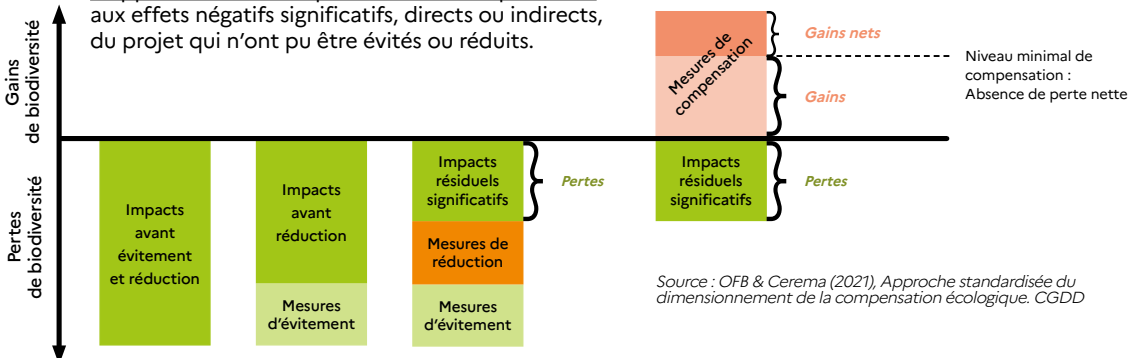 aux effets négatifs significatifs, directs ou indirects,
du projet qui n'ont pu être évités ou réduits.
Gains
de biodiversité
Pertes
de biodiversité
Impacts
avant
évitement
et réduction
Impacts
avant
réduction
Mesures
d'évitement
Impacts
résiduels
significatifs
Mesures de
réduction
Mesures
d'évitement
Pertes
Mesures de
compensation
Impacts
résiduels
significatifs
Gains nets
Gains
Pertes
Niveau minimal de
compensation :
Absence de perte nette
Source : OFB & Cerema (2021), Approche standardisée du
dimensionnement de la compensation écologique. CGDD